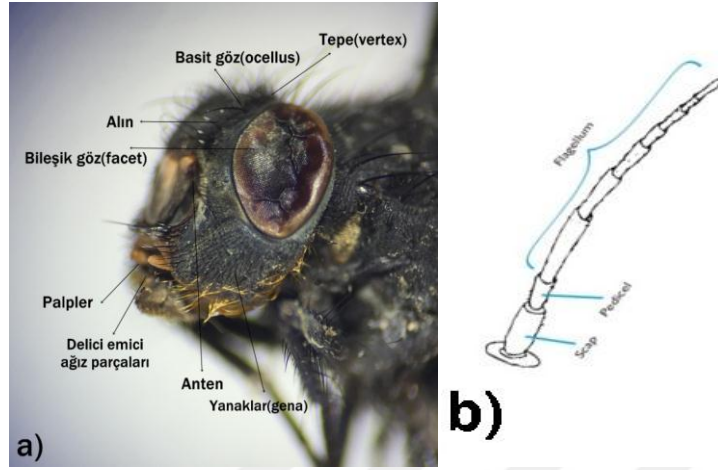 Tepe(vertex)
Basit göz(ocellus)
Alın
Bileşik göz(facet)
Palpler
Delici emici
ağız parçaları
Anten
Yanaklar(gena)
a)
Flagellum
Pedicel
Scap
b)